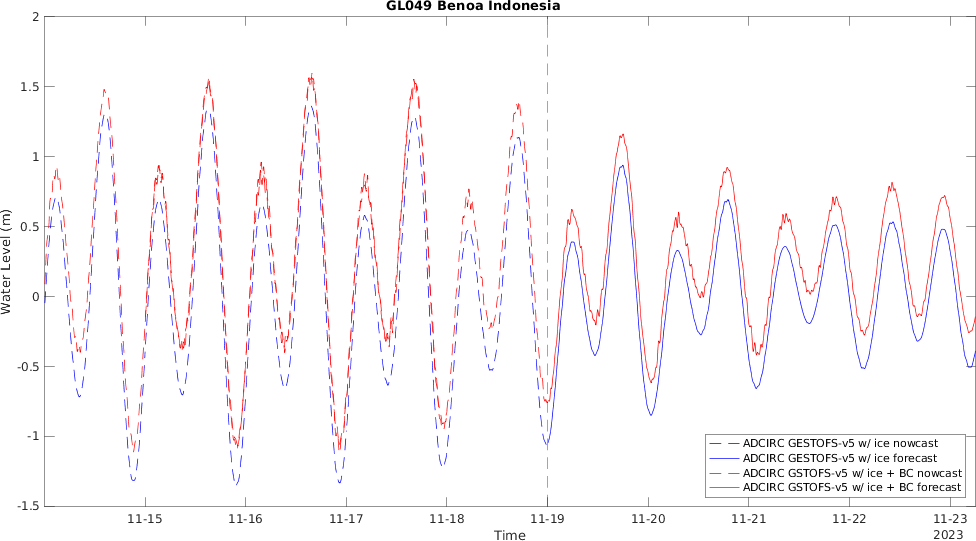 GL049 Benoa Indonesia
2
1.5
1
0.5
0
-0.5
-1
-1.5
Water Level (m)
ADCIRC GESTOFS-v5 w/ ice nowcast
ADCIRC GESTOFS-v5 w/ ice forecast
ADCIRC GSTOFS-v5 w/ ice + BC nowcast
ADCIRC GSTOFS-v5 w/ ice + BC forecast
11-15 11-16 11-17 11-18 11-19 11-20 11-21 11-22 11-23
Time 2023